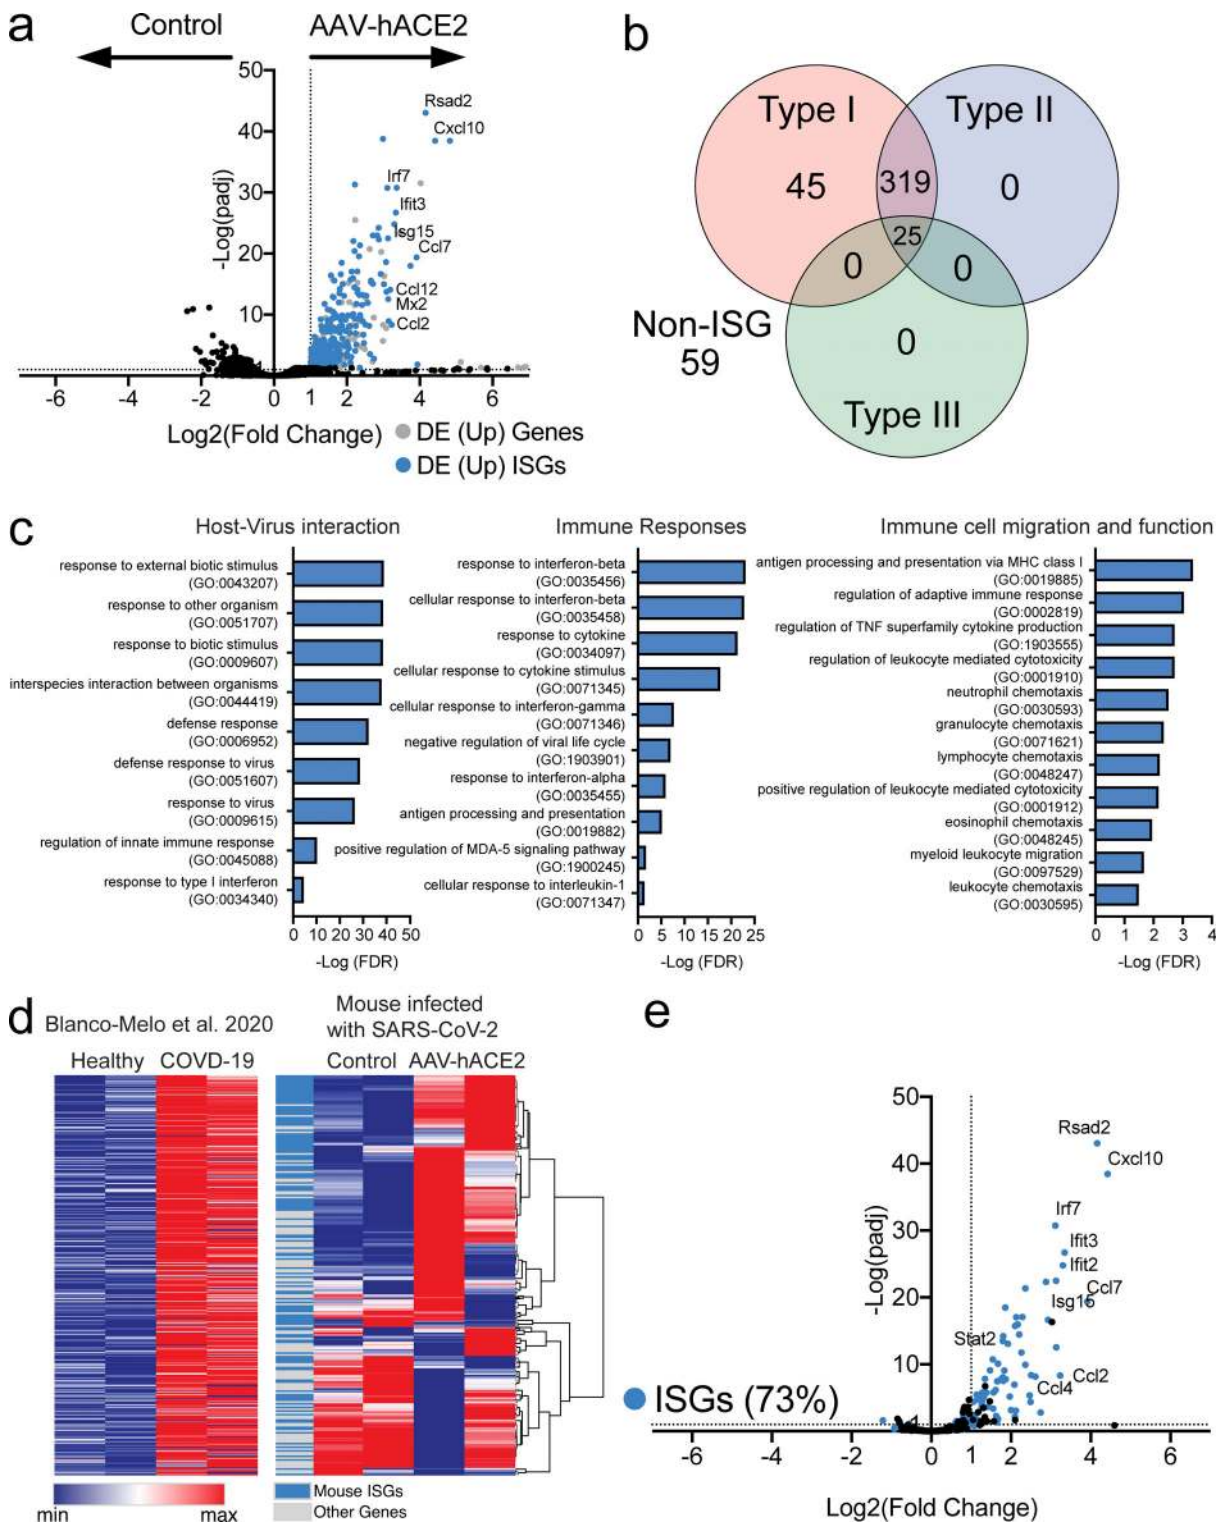 a
Control
AAV-hACE2
50
40
30
20
10
-Log(padj)
Rsad2
Cxcl10
Irf7
Ifit3
Isg15
Ccl7
Ccl12
Mx2
Ccl2
-6
-4
-2
0
1
2
4
6
Log2(Fold Change)
DE (Up) Genes
DE (Up) ISGs
b
Type I
Type II
45
319
0
25
0
0
Non-ISG
59
0
Type III
c
Host-Virus interaction
response to external biotic stimulus
(GO:0043207)
response to other organism
(GO:0051707)
response to biotic stimulus
(GO:0009607)
interspecies interaction between organisms
(GO:0044419)
defense response
(GO:0006952)
defense response to virus
(GO:0051607)
response to virus
(GO:0009615)
regulation of innate immune response
(GO:0045088)
response to type I interferon
(GO:0034340)
0 10 20 30 40 50
-Log (FDR)
Immune Responses
response to interferon-beta
(GO:0035456)
cellular response to interferon-beta
(GO:0035458)
response to cytokine
(GO:0034097)
cellular response to cytokine stimulus
(GO:0071345)
cellular response to interferon-gamma
(GO:0071346)
negative regulation of viral life cycle
(GO:1903901)
response to interferon-alpha
(GO:0035455)
antigen processing and presentation
(GO:0019882)
positive regulation of MDA-5 signaling pathway
(GO:1900245)
cellular response to interleukin-1
(GO:0071347)
0 5 10 15 20 25
-Log (FDR)
Immune cell migration and function
antigen processing and presentation via MHC class I
(GO:0019885)
regulation of adaptive immune response
(GO:0002819)
regulation of TNF superfamily cytokine production
(GO:1903555)
regulation of leukocyte mediated cytotoxicity
(GO:0001910)
neutrophil chemotaxis
(GO:0030593)
granulocyte chemotaxis
(GO:0071621)
lymphocyte chemotaxis
(GO:0048247)
positive regulation of leukocyte mediated cytotoxicity
(GO:0001912)
eosinophil chemotaxis
(GO:0048245)
myeloid leukocyte migration
(GO:0097529)
leukocyte chemotaxis
(GO:0030595)
0 1 2 3 4
-Log (FDR)
d
Blanco-Melo et al. 2020
Healthy
COVD-19
Mouse infected
with SARS-CoV-2
Control
AAV-hACE2
min
max
Mouse ISGs
Other Genes
e
50
40
30
20
10
-Log(padj)
Rsad2
Cxcl10
Irf7
Ifit3
Ifit2
Ccl7
Isg15
Stat2
Ccl2
Ccl4
ISGs (73%)
-6
-4
-2
0
1
2
4
6
Log2(Fold Change)